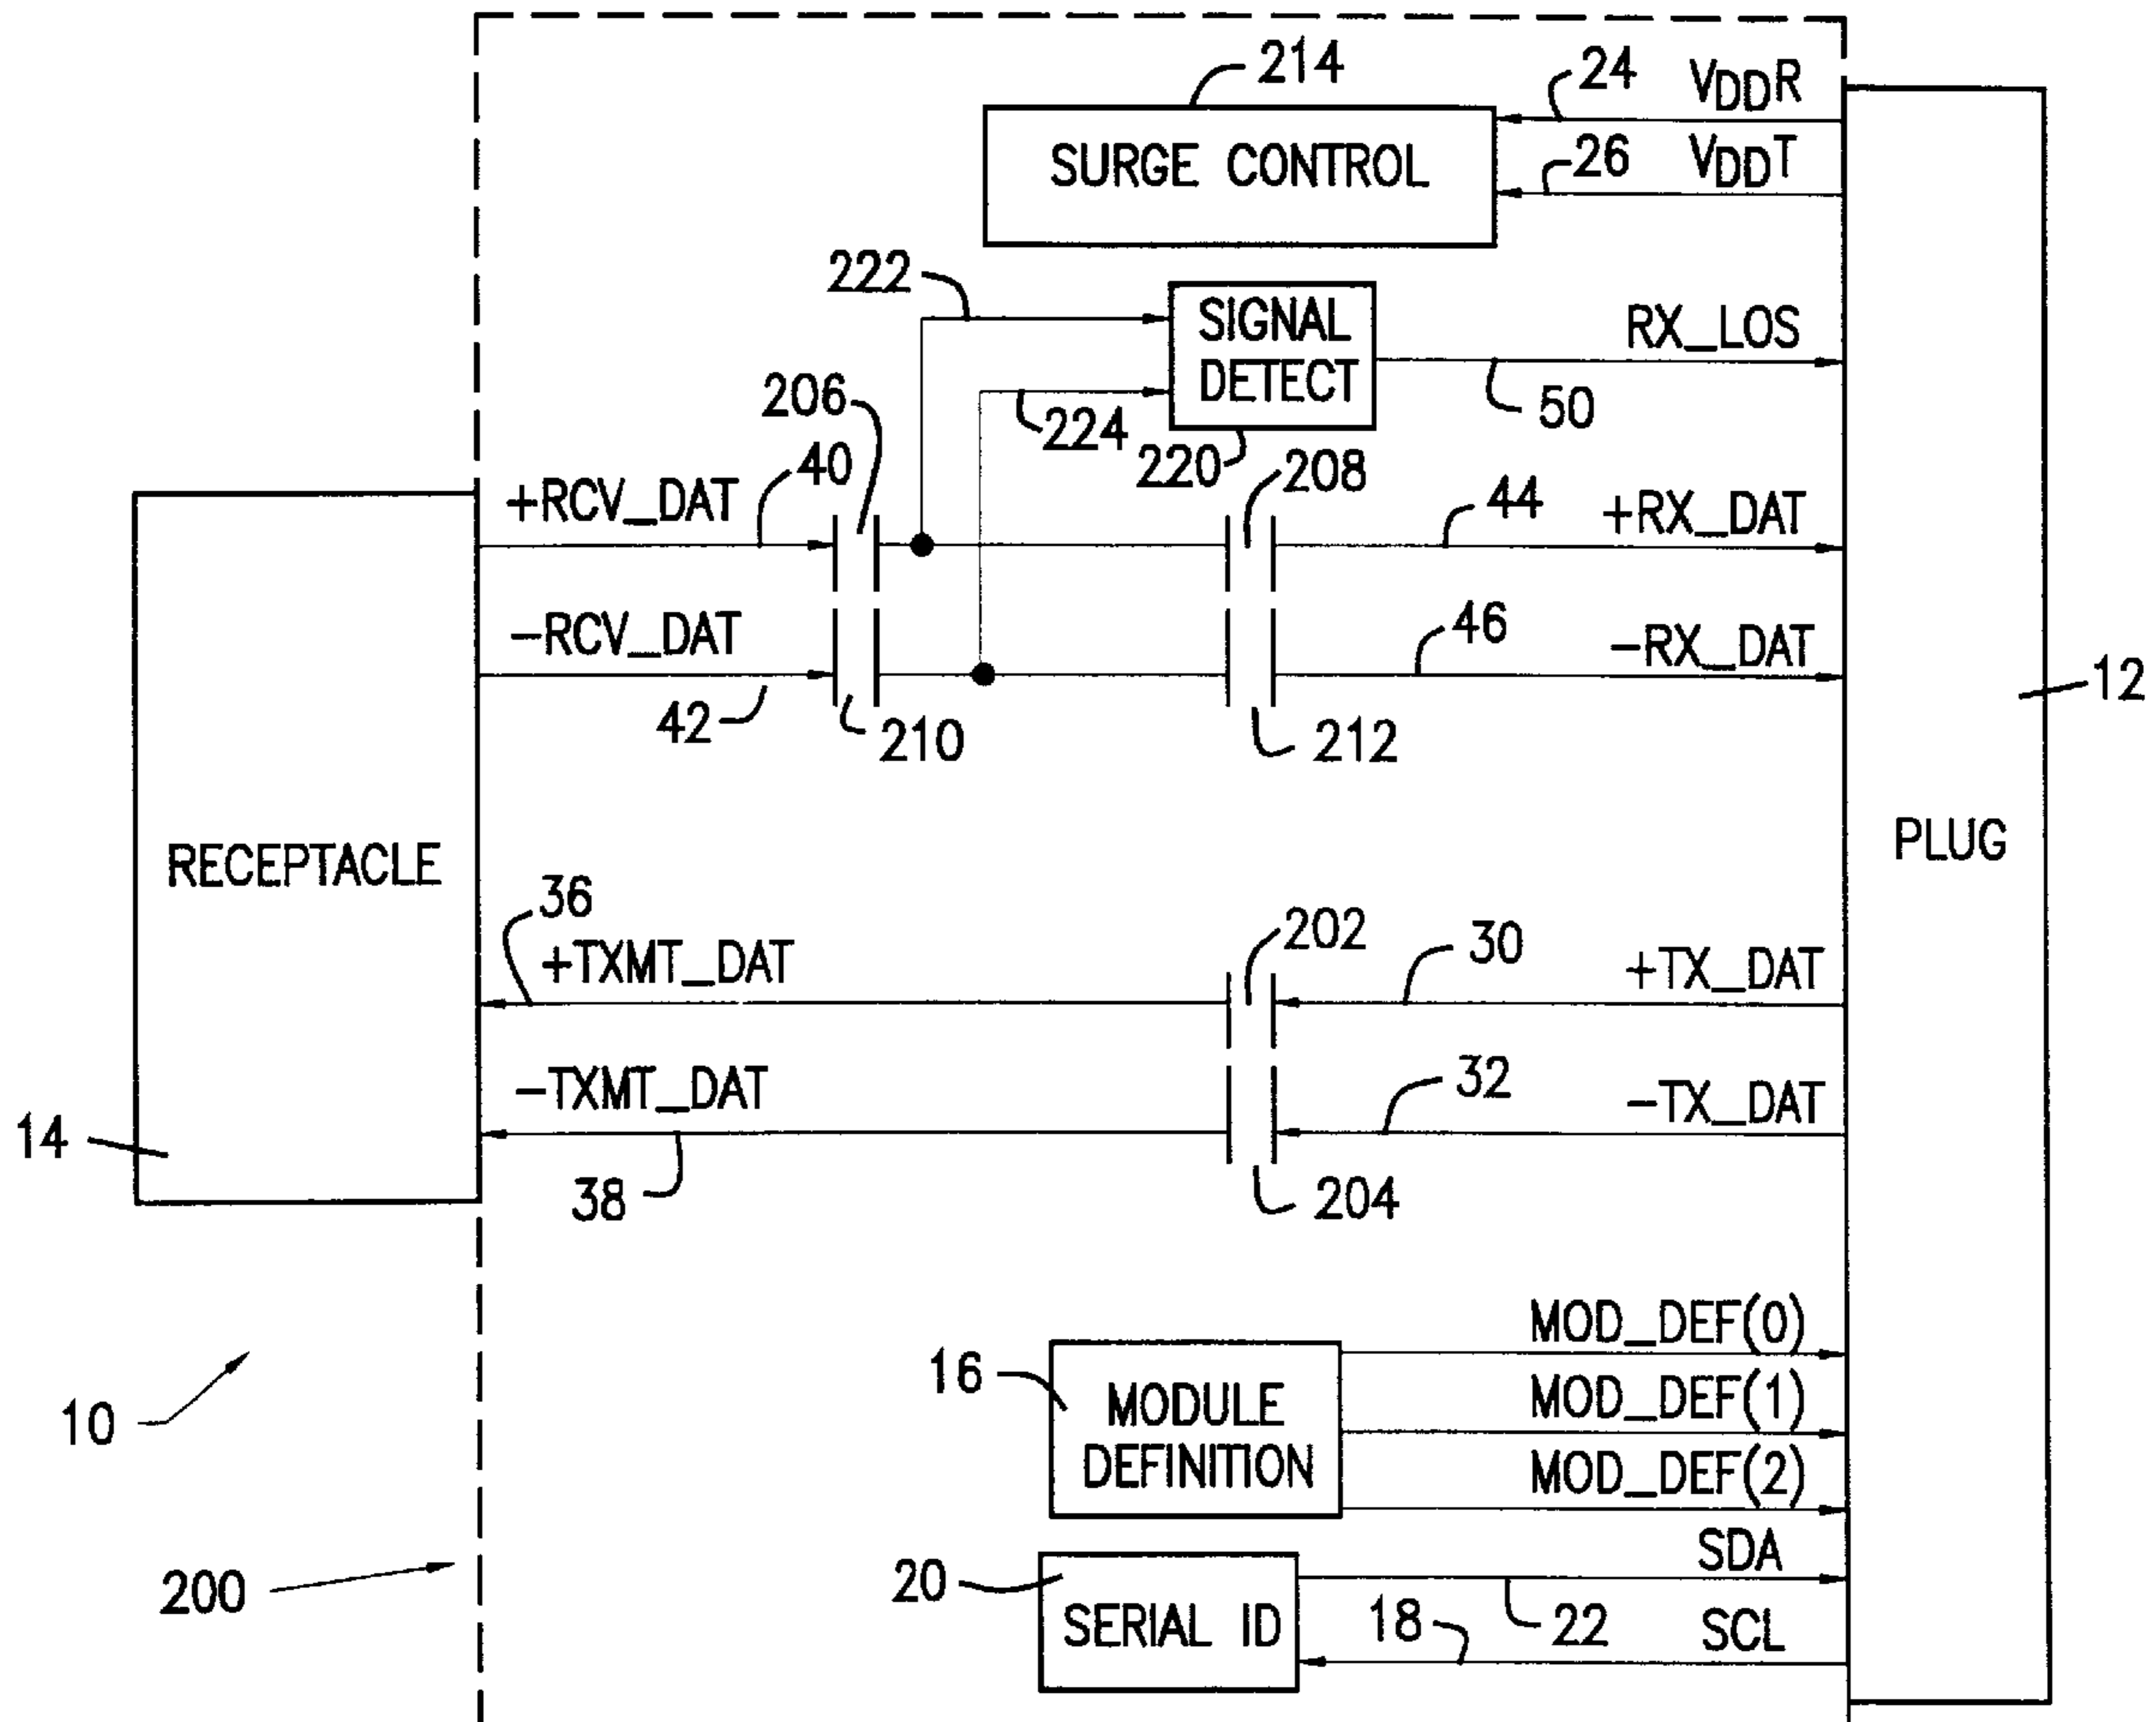 214
24
VDDR
SURGE CONTROL
26
VDDT
222
SIGNAL
DETECT
RX_LOS
206
224
220
50
+RCV_DAT
40
208
44
+RX_DAT
-RCV_DAT
46
-RX_DAT
12
42
210
212
RECEPTACLE
PLUG
36
+TXMT_DAT
202
30
+TX_DAT
-TXMT_DAT
32
-TX_DAT
14
38
204
MOD_DEF(0)
16
MODULE
DEFINITION
MOD_DEF(1)
10
MOD_DEF(2)
SDA
20
200
SERIAL ID
22
18
SCL